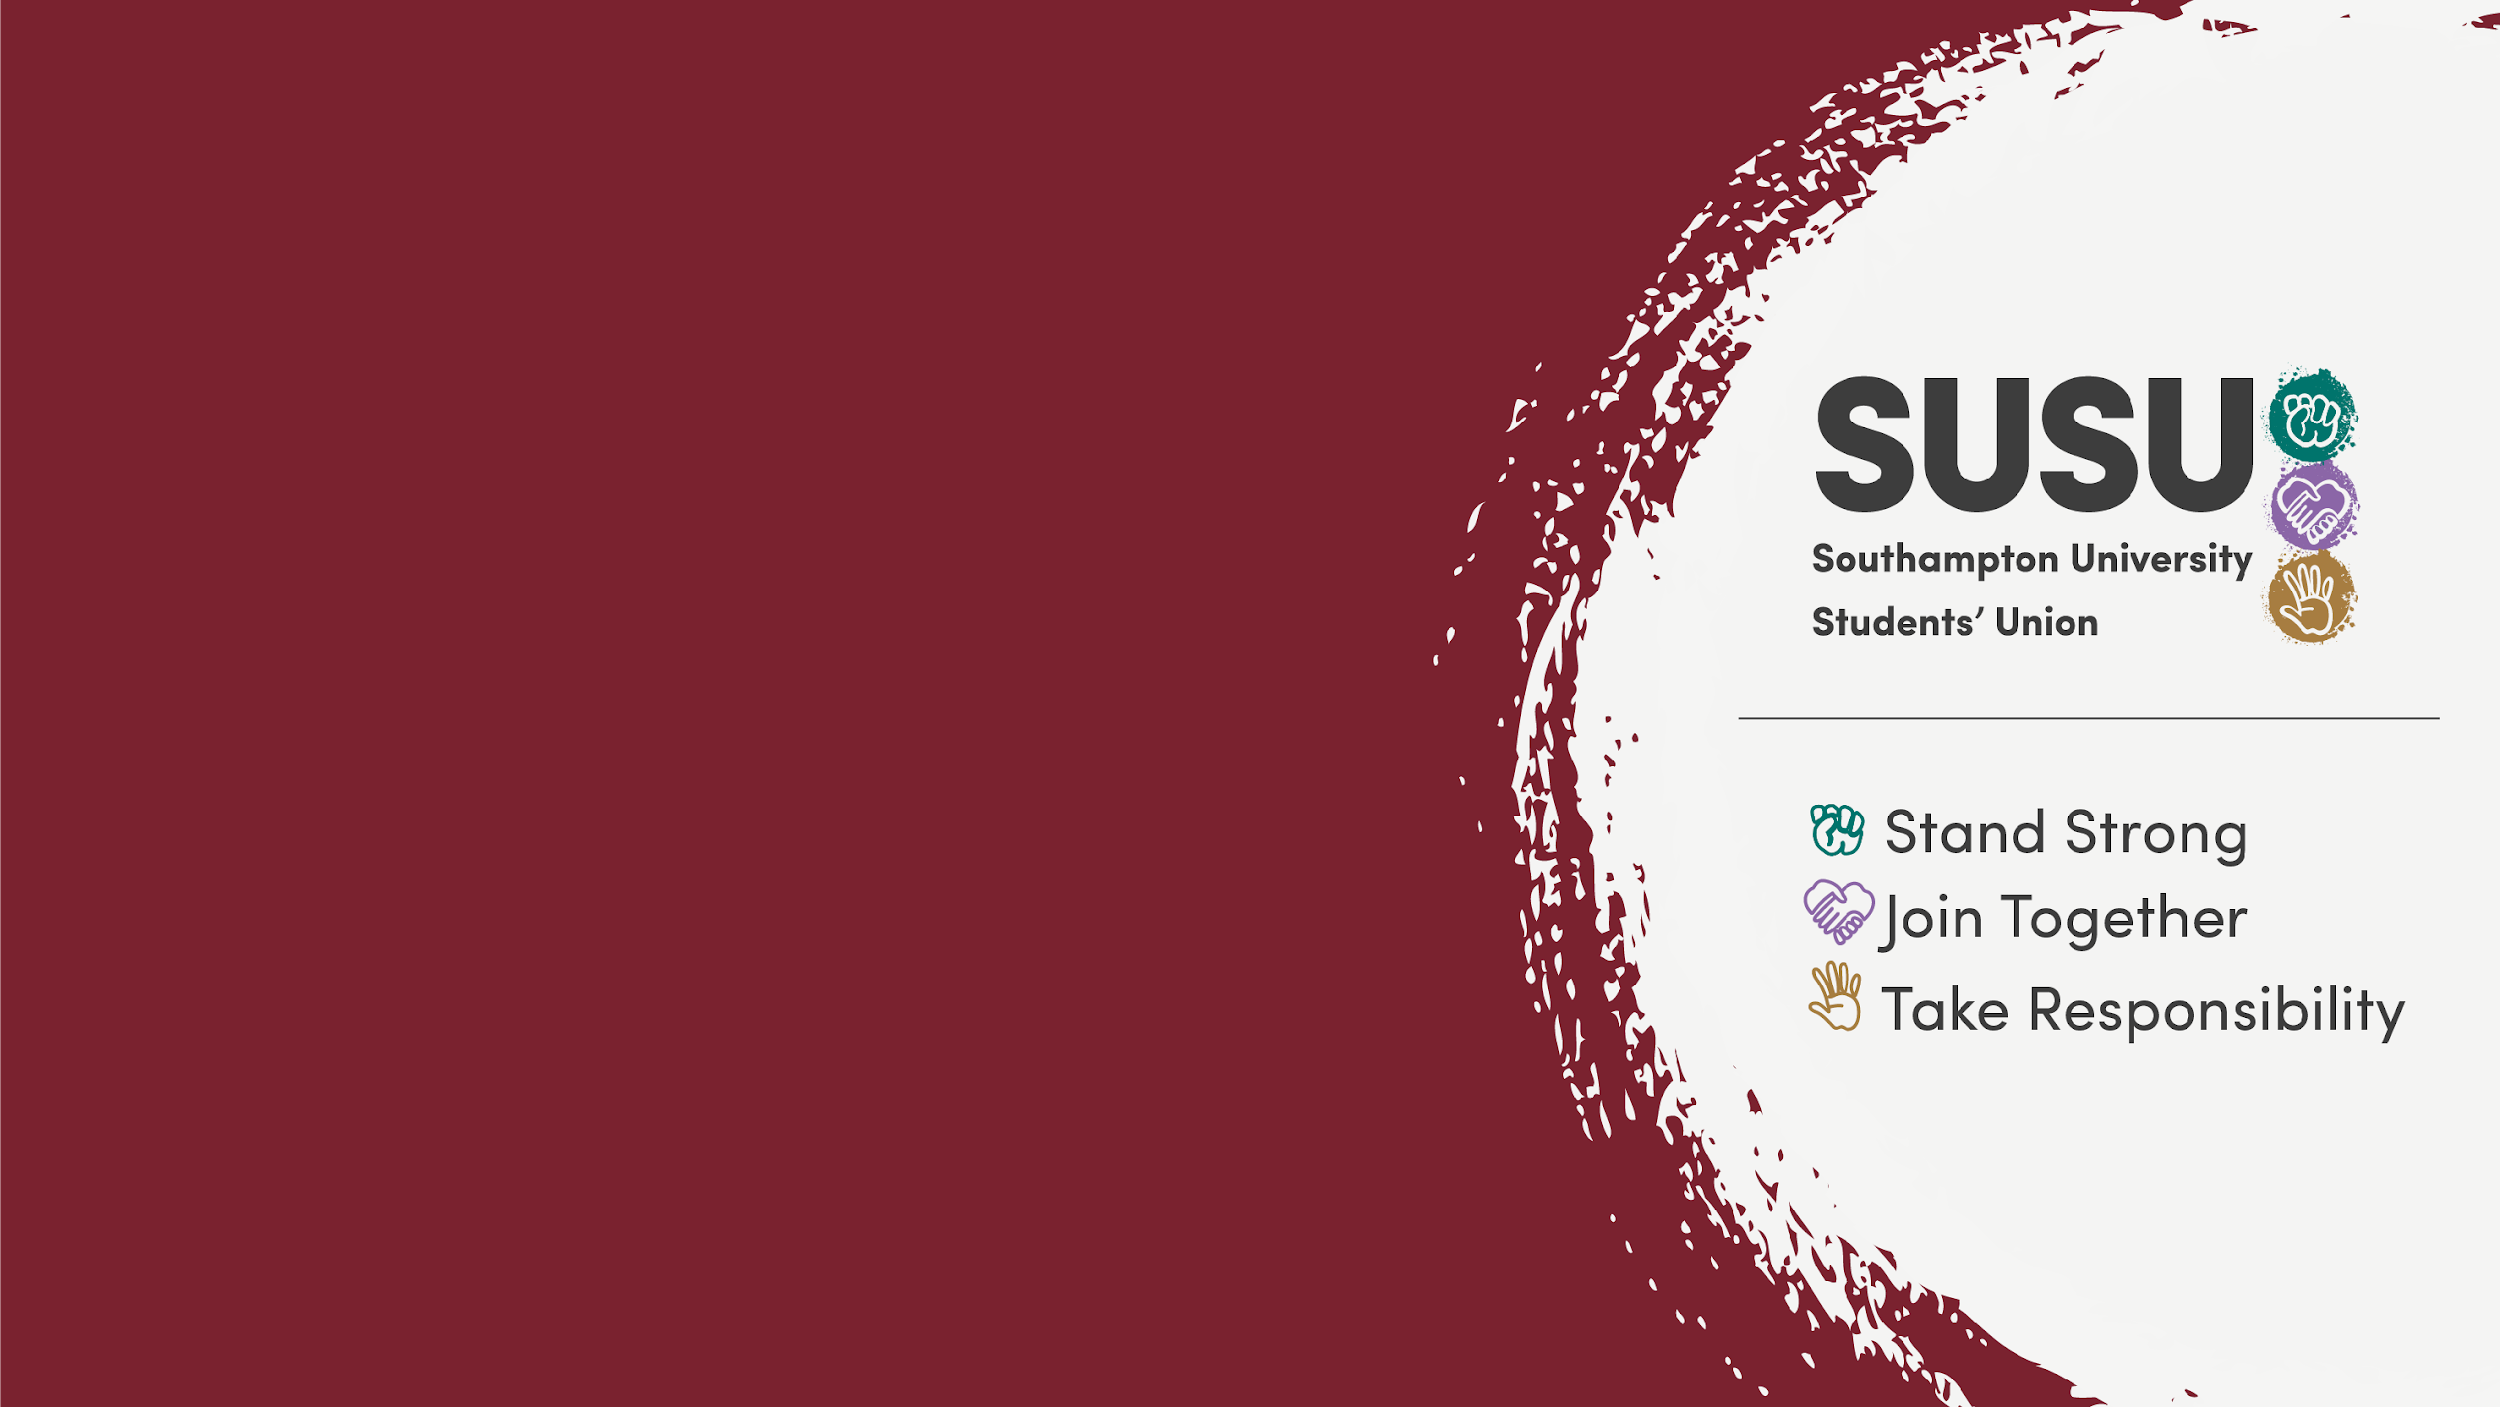 SUSU
Southampton University
Students’ Union
Stand Strong
Join Together
Take Responsibility